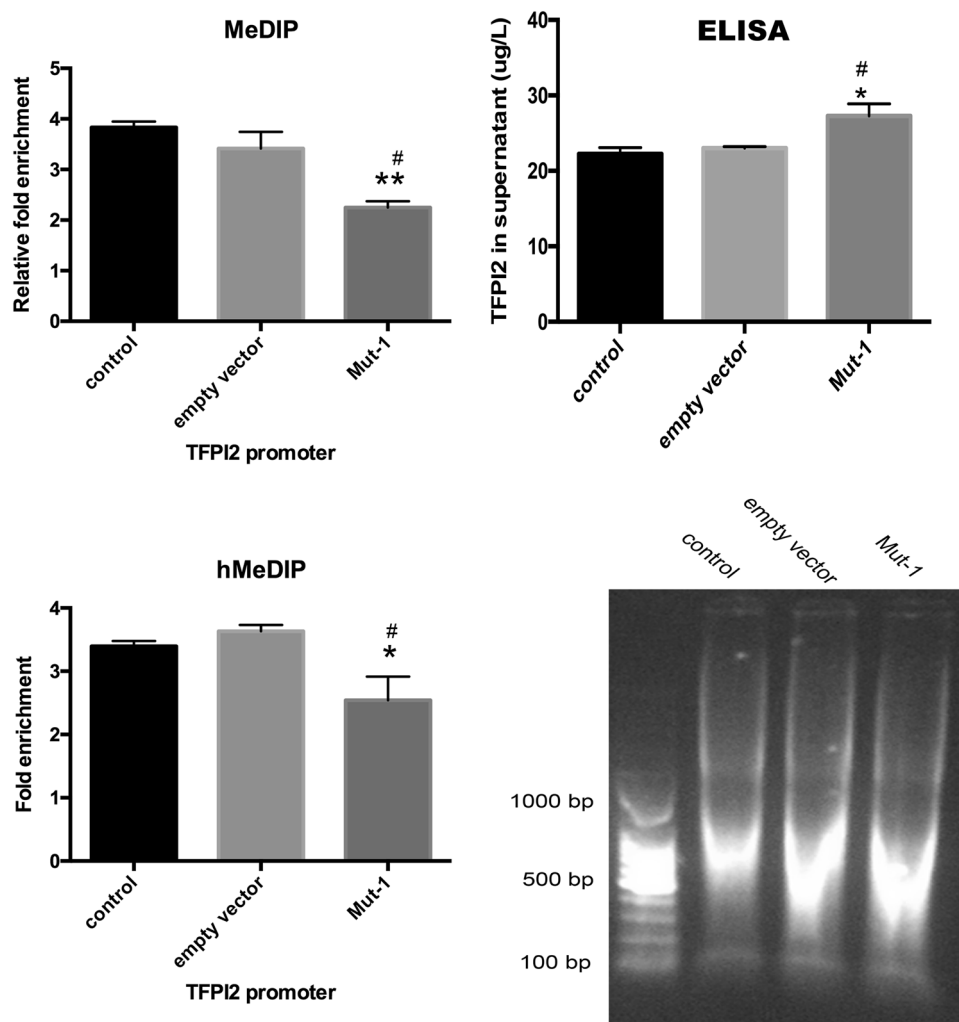 MeDIP
Relative fold enrichment
5
4
3
2
1
0
#
**
control
empty vector
Mut-1
TFPI2 promoter
ELISA
TFPI2 in supernatant (ug/L)
40
30
20
10
0
#
*
control
empty vector
Mut-1
hMeDIP
Fold enrichment
4
3
2
1
0
#
*
control
empty vector
Mut-1
TFPI2 promoter
control
empty vector
Mut-1
1000 bp
500 bp
100 bp